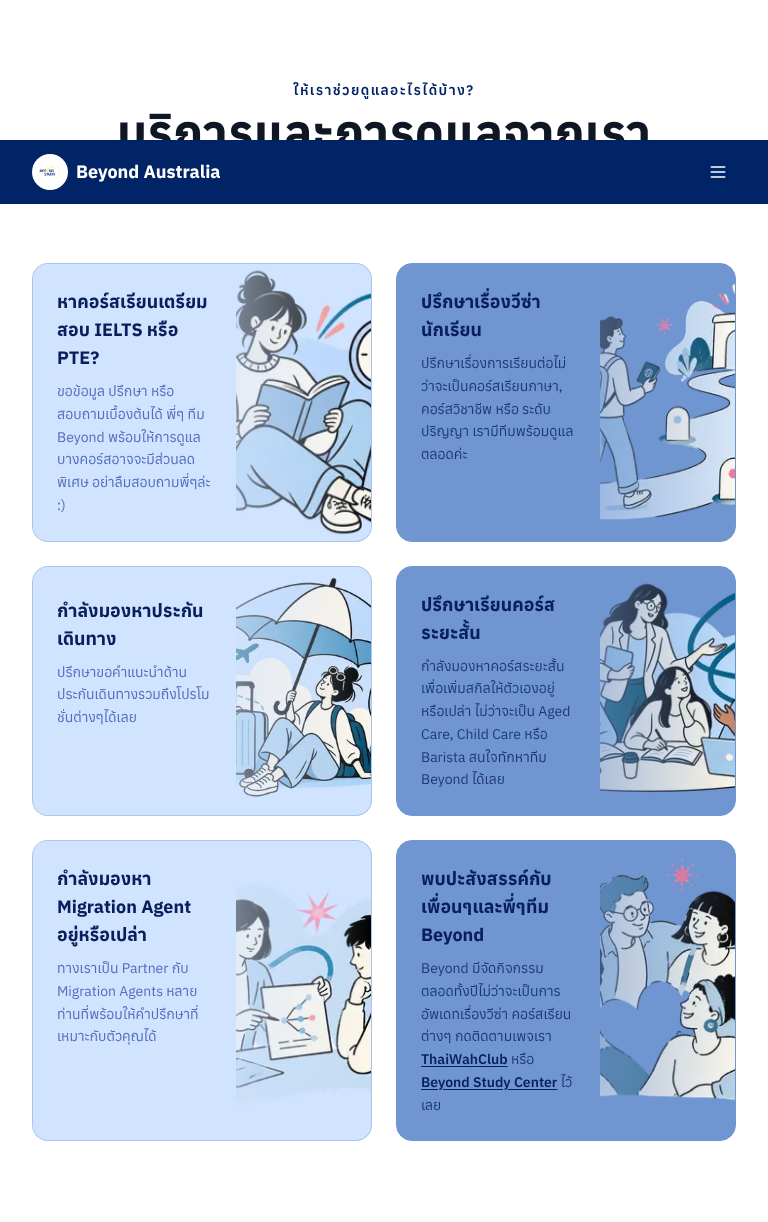 ให้เราช่วยดูแลอะไรได้บ้าง?
บริการและการดูแลจากเรา
Beyond Australia
หาคอร์สเรียนเตรียม
สอบ IELTS หรือ
PTE?
ขอข้อมูล ปรึกษา หรือ
สอบถามเบื้องต้นได้ พี่ๆ ทีม
Beyond พร้อมให้การดูแล
บางคอร์สอาจจะมีส่วนลด
พิเศษ อย่าลืมสอบถามพี่ๆล่ะ
:)
ปรึกษาเรื่องวีซ่า
นักเรียน
ปรึกษาเรื่องการเรียนต่อไม่
ว่าจะเป็นคอร์สเรียนภาษา,
คอร์สวิชาชีพ หรือ ระดับ
ปริญญา เรามีทีมพร้อมดูแล
ตลอดค่ะ
กำลังมองหาประกัน
เดินทาง
ปรึกษาขอคำแนะนำด้าน
ประกันเดินทางรวมถึงโปรโม
ชั่นต่างๆได้เลย
ปรึกษาเรียนคอร์ส
ระยะสั้น
กำลังมองหาคอร์สระยะสั้น
เพื่อเพิ่มสกิลให้ตัวเองอยู่
หรือเปล่า ไม่ว่าจะเป็น Aged
Care, Child Care หรือ
Barista สนใจทักหาทีม
Beyond ได้เลย
กำลังมองหา
Migration Agent
อยู่หรือเปล่า
ทางเราเป็น Partner กับ
Migration Agents หลาย
ท่านที่พร้อมให้คำปรึกษาที่
เหมาะกับตัวคุณได้
พบปะสังสรรค์กับ
เพื่อนๆและพี่ๆทีม
Beyond
Beyond มีจัดกิจกรรม
ตลอดทั้งปีไม่ว่าจะเป็นการ
อัพเดทเรื่องวีซ่า คอร์สเรียน
ต่างๆ กดติดตามเพจเรา
ThaiWahClub หรือ
Beyond Study Center ไว้
เลย